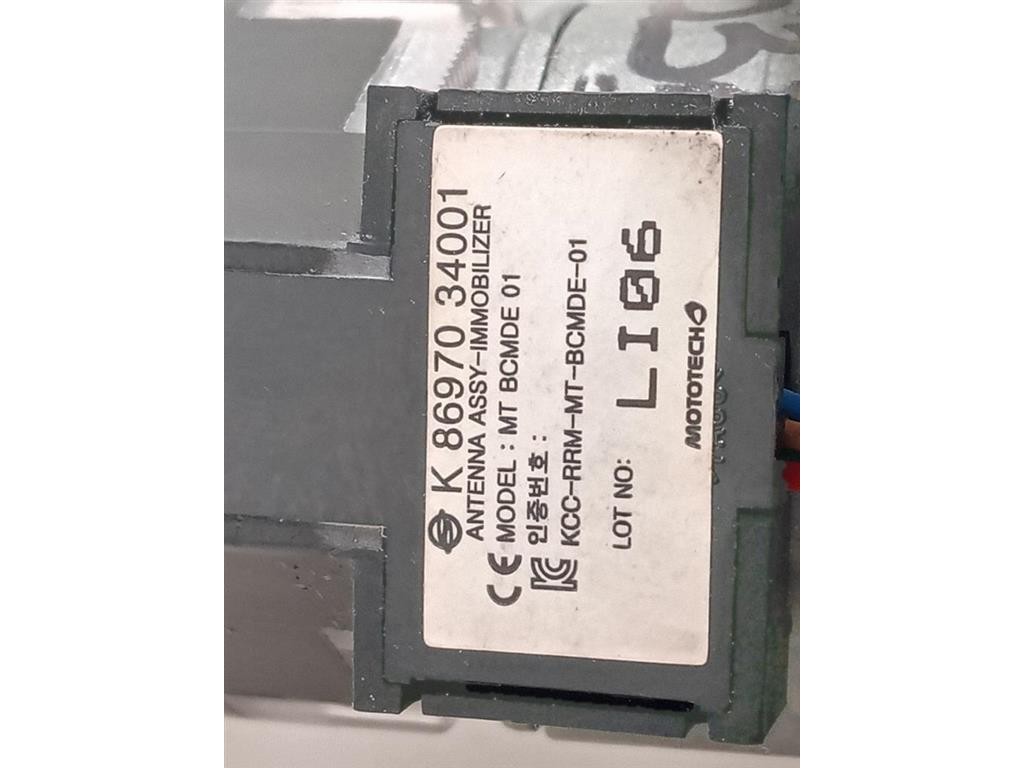 K 86970 34001
ANTENNA ASSY-IMMOBILIZER
CE MODEL : MT BCMDE 01
인증번호 :
KCC-RRM-MT-BCMDE-01
LOT NO: LI06
MOTOTECH